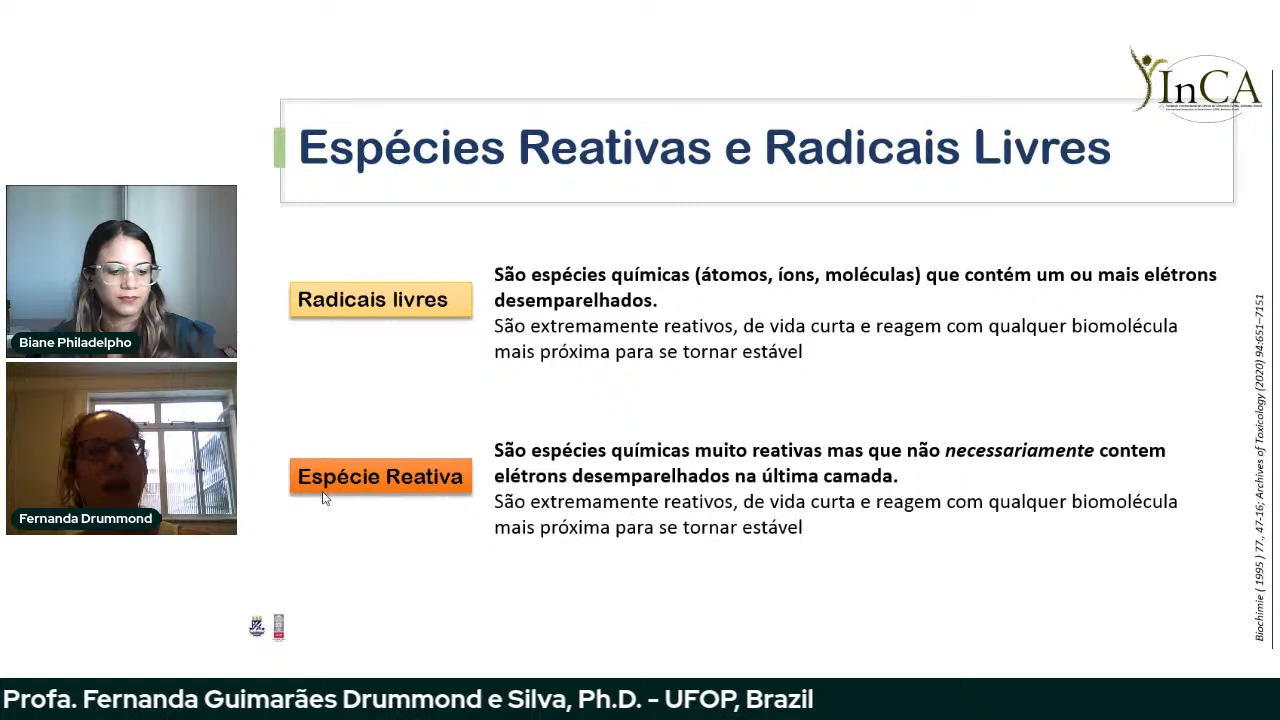 InCA
Espécies Reativas e Radicais Livres
Radicais livres
São espécies químicas (átomos, íons, moléculas) que contém um ou mais elétrons
desemparelhados.
São extremamente reativos, de vida curta e reagem com qualquer biomolécula
mais próxima para se tornar estável
Espécie Reativa
São espécies químicas muito reativas mas que não necessariamente contem
elétrons desemparelhados na última camada.
São extremamente reativos, de vida curta e reagem com qualquer biomolécula
mais próxima para se tornar estável
Biochimie ( 1995 ) 77,, 47-16; Archives of Toxicology (2020) 94:651–7151
Biane Philadelpho
Fernanda Drummond
Profa. Fernanda Guimarães Drummond e Silva, Ph.D. - UFOP, Brazil